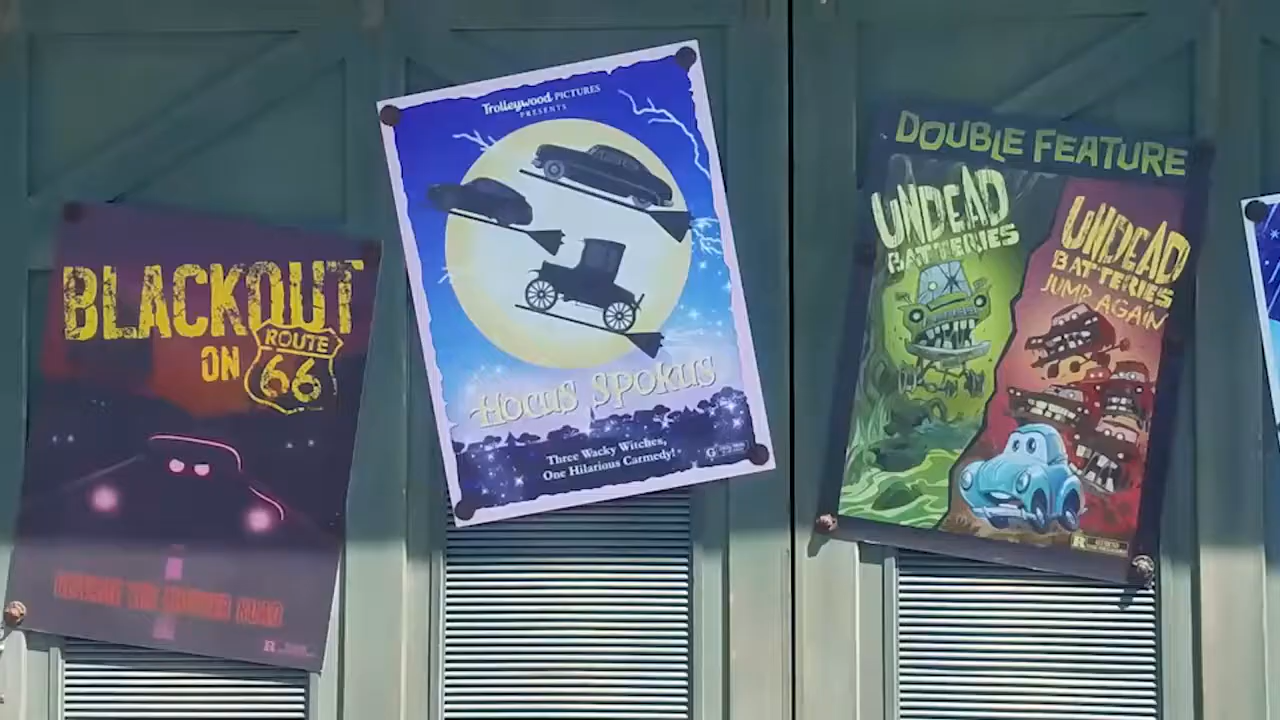 BLACKOUT
ON
ROUTE
66
R
Trolleywood PICTURES
PRESENTS
HOCUS SPOKUS
Three Wacky Witches,
One Hilarious Carmedy!
G
DOUBLE FEATURE
UNDEAD
BATTERIES
UNDEAD
BATTERIES
JUMP AGAIN
R